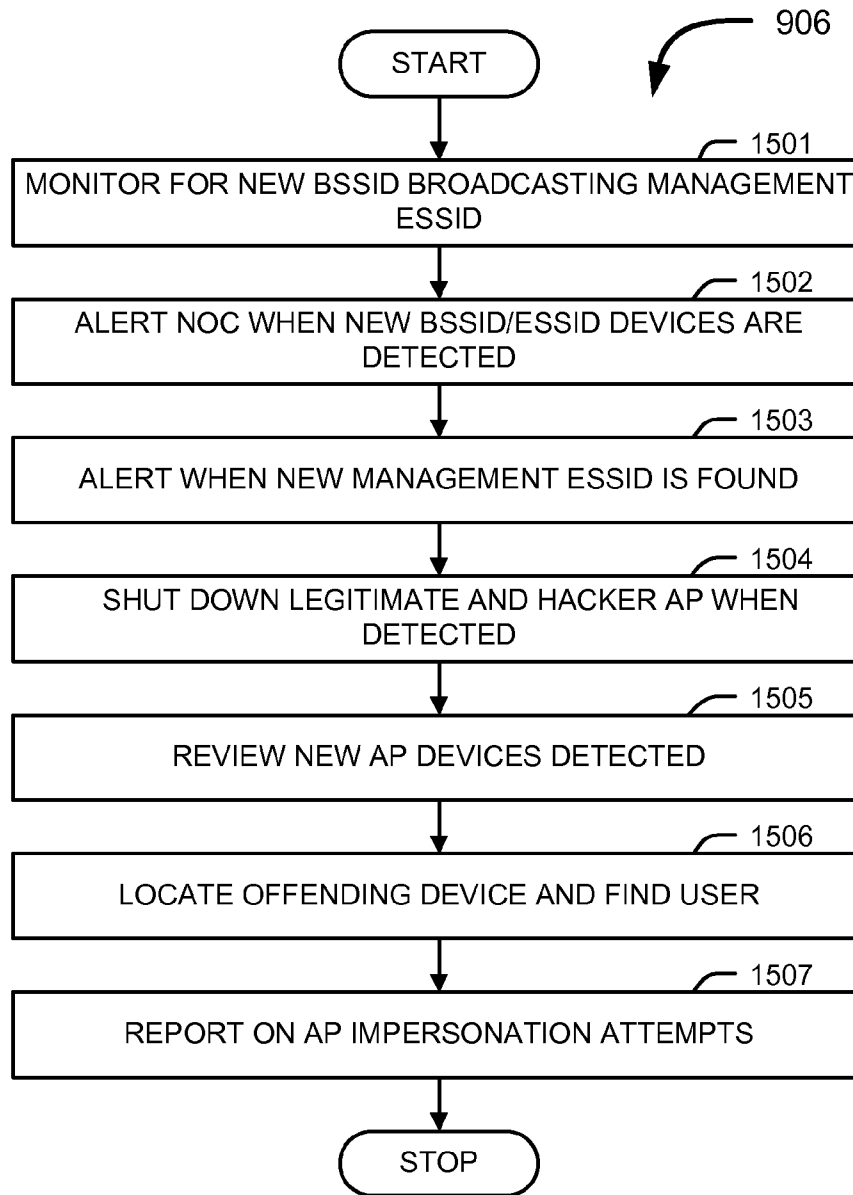 906
START
1501
MONITOR FOR NEW BSSID BROADCASTING MANAGEMENT
ESSID
1502
ALERT NOC WHEN NEW BSSID/ESSID DEVICES ARE
DETECTED
1503
ALERT WHEN NEW MANAGEMENT ESSID IS FOUND
1504
SHUT DOWN LEGITIMATE AND HACKER AP WHEN
DETECTED
1505
REVIEW NEW AP DEVICES DETECTED
1506
LOCATE OFFENDING DEVICE AND FIND USER
1507
REPORT ON AP IMPERSONATION ATTEMPTS
STOP